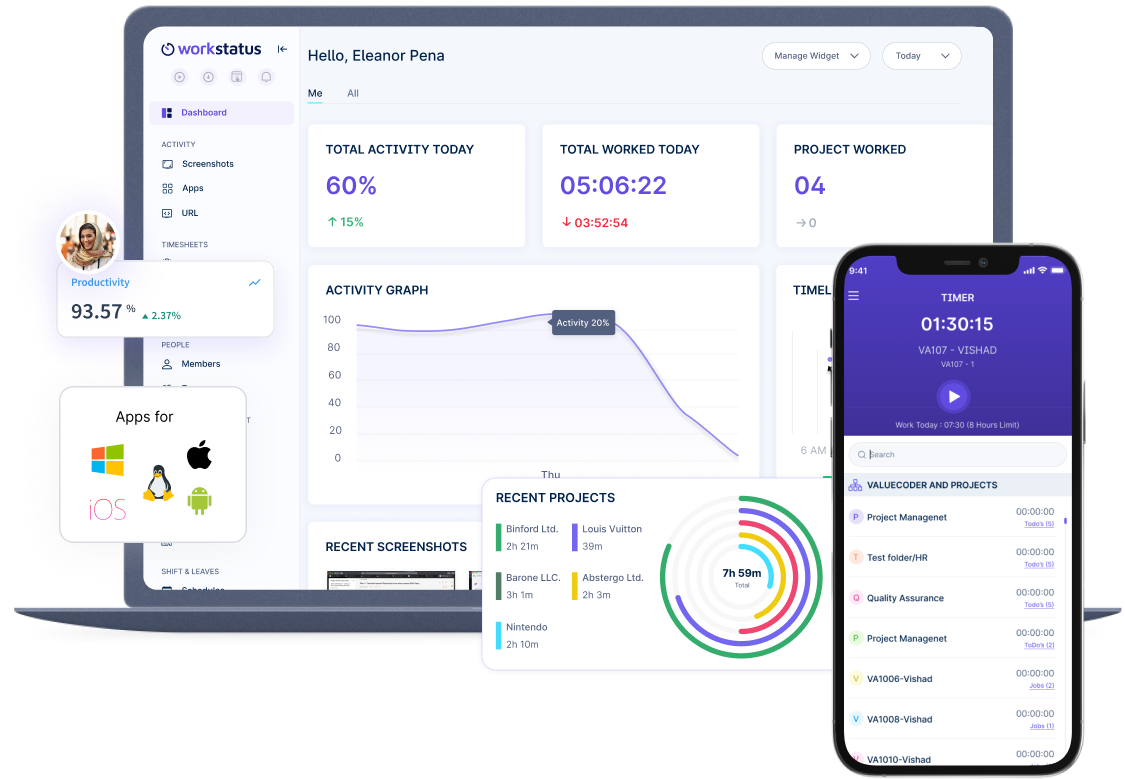 workstatus
Hello, Eleanor Pena
Manage Widget
Today
Me
All
Dashboard
ACTIVITY
Screenshots
Apps
URL
TIMESHEETS
TOTAL ACTIVITY TODAY
60%
↑ 15%
TOTAL WORKED TODAY
05:06:22
↓ 03:52:54
PROJECT WORKED
04
→ 0
Productivity
93.57 %
▲ 2.37%
PEOPLE
Members
Apps for
iOS
SHIFT & LEAVES
Schedules
ACTIVITY GRAPH
100
80
60
40
20
0
Activity 20%
Thu
6 AM
RECENT SCREENSHOTS
RECENT PROJECTS
Binford Ltd.
2h 21m
Louis Vuitton
39m
Barone LLC.
3h 1m
Abstergo Ltd.
2h 3m
Nintendo
2h 10m
7h 59m
Total
9:41
TIMER
01:30:15
VA107 - VISHAD
VA107 - 1
Work Today : 07:30 (8 Hours Limit)
Search
VALUECODER AND PROJECTS
P Project Managenet 00:00:00
Todo's (5)
T Test folder/HR 00:00:00
Todo's (5)
Q Quality Assurance 00:00:00
Todo's (5)
P Project Managenet 00:00:00
ToDo's (2)
V VA1006-Vishad 00:00:00
Jobs (2)
V VA1008-Vishad 00:00:00
Jobs (1)
V VA1010-Vishad 00:00:00